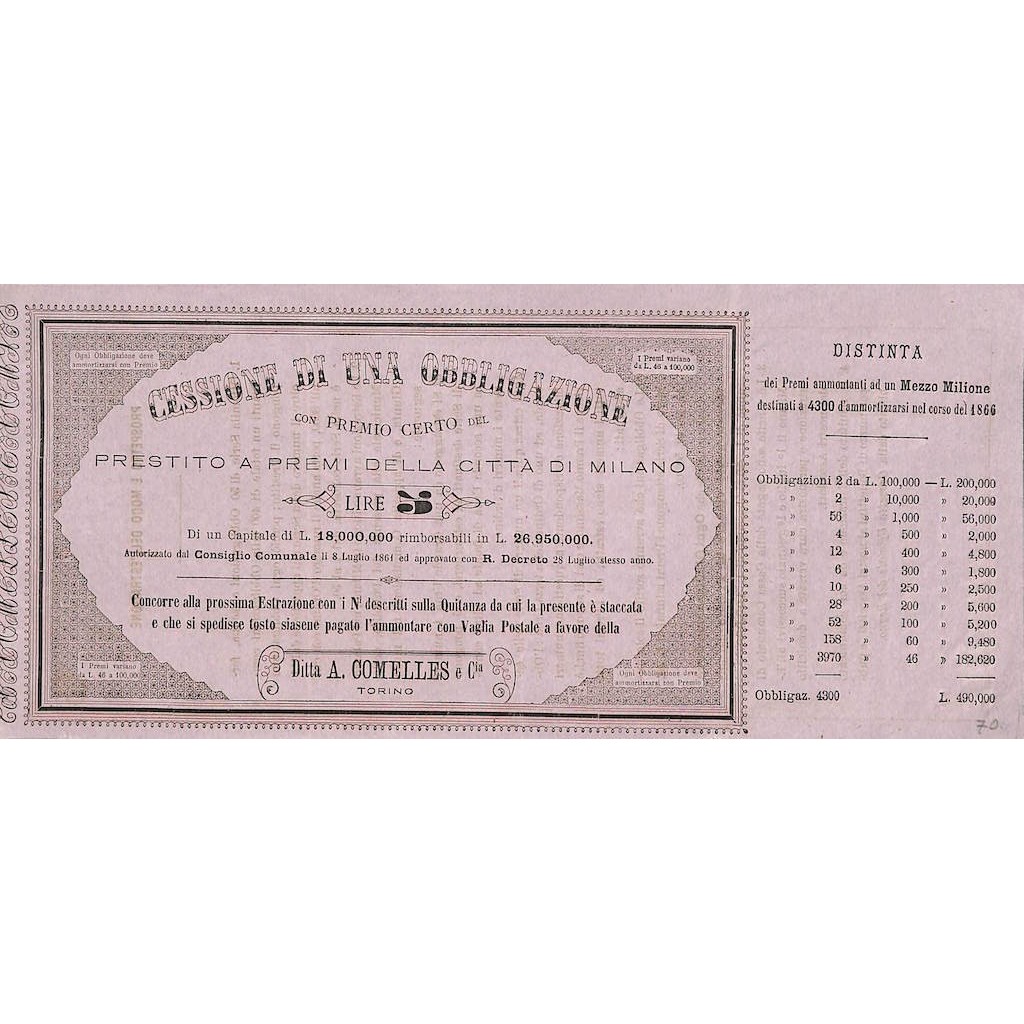 Ogni Obbligazione deve
ammortizzarsi con Premio
I Premi variano
da L. 46 a 100,000
CESSIONE DI UNA OBBLIGAZIONE
CON PREMIO CERTO DEL
PRESTITO A PREMI DELLA CITTÀ DI MILANO
LIRE 5
Di un Capitale di L. 18,000,000 rimborsabili in L. 26,950,000.
Autorizzato dal Consiglio Comunale li 8 Luglio 1861 ed approvato con R. Decreto 28 Luglio stesso anno.
Concorre alla prossima Estrazione con i Ni descritti sulla Quitanza da cui la presente è staccata
e che si spedisce tosto siasene pagato l'ammontare con Vaglia Postale a favore della
Ditta A. COMELLES e Cia
TORINO
I Premi variano
da L. 46 a 100,000
Ogni Obbligazione deve
ammortizzarsi con Premio
DISTINTA
dei Premi ammontanti ad un Mezzo Milione
destinati a 4300 d'ammortizzarsi nel corso del 1866
Obbligazioni 2 da L. 100,000 — L. 200,000
» 2 » 10,000 » 20,000
» 56 » 1,000 » 56,000
» 4 » 500 » 2,000
» 12 » 400 » 4,800
» 6 » 300 » 1,800
» 10 » 250 » 2,500
» 28 » 200 » 5,600
» 52 » 100 » 5,200
» 158 » 60 » 9,480
» 3970 » 46 » 182,620
Obbligaz. 4300 L. 490,000
70